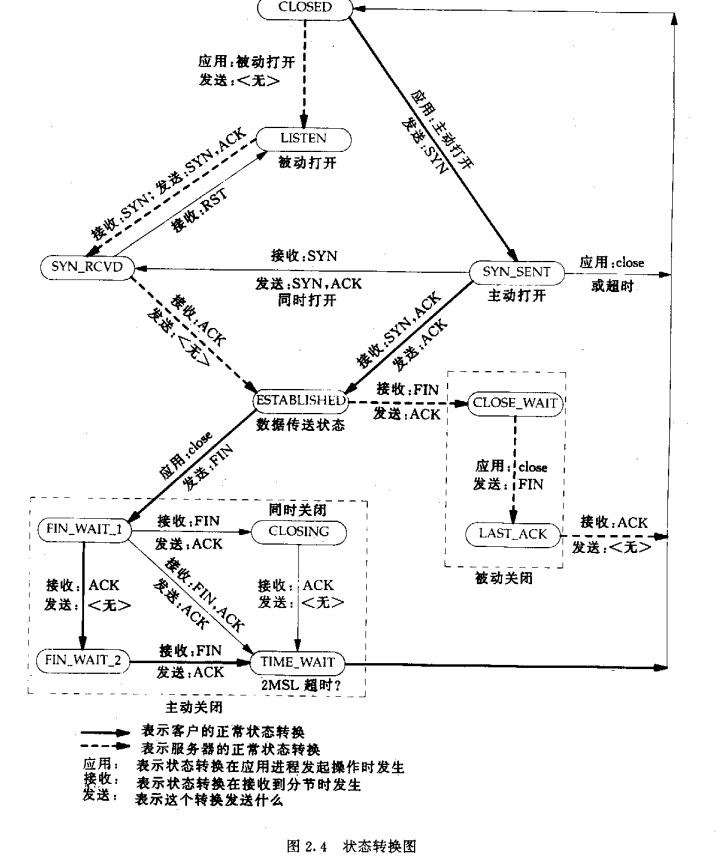 CLOSED
应用:被动打开
发送:<无>
应用:主动打开
发送:SYN
LISTEN
被动打开
接收:SYN; 发送:SYN,ACK
接收:RST
SYN_RCVD
接收:SYN
发送:SYN,ACK
同时打开
SYN_SENT
主动打开
应用:close
或超时
接收:ACK
发送:<无>
接收:SYN,ACK
发送:ACK
ESTABLISHED
数据传送状态
接收:FIN
发送:ACK
CLOSE_WAIT
应用:close
发送:FIN
应用:close
发送:FIN
LAST_ACK
接收:ACK
发送:<无>
被动关闭
同时关闭
FIN_WAIT_1
接收:FIN
发送:ACK
CLOSING
接收:ACK
发送:<无>
接收:FIN,ACK
发送:ACK
接收:ACK
发送:<无>
FIN_WAIT_2
接收:FIN
发送:ACK
TIME_WAIT
2MSL 超时?
主动关闭
表示客户的正常状态转换
表示服务器的正常状态转换
应用: 表示状态转换在应用进程发起操作时发生
接收: 表示状态转换在接收到分节时发生
发送: 表示这个转换发送什么
图 2.4 状态转换图